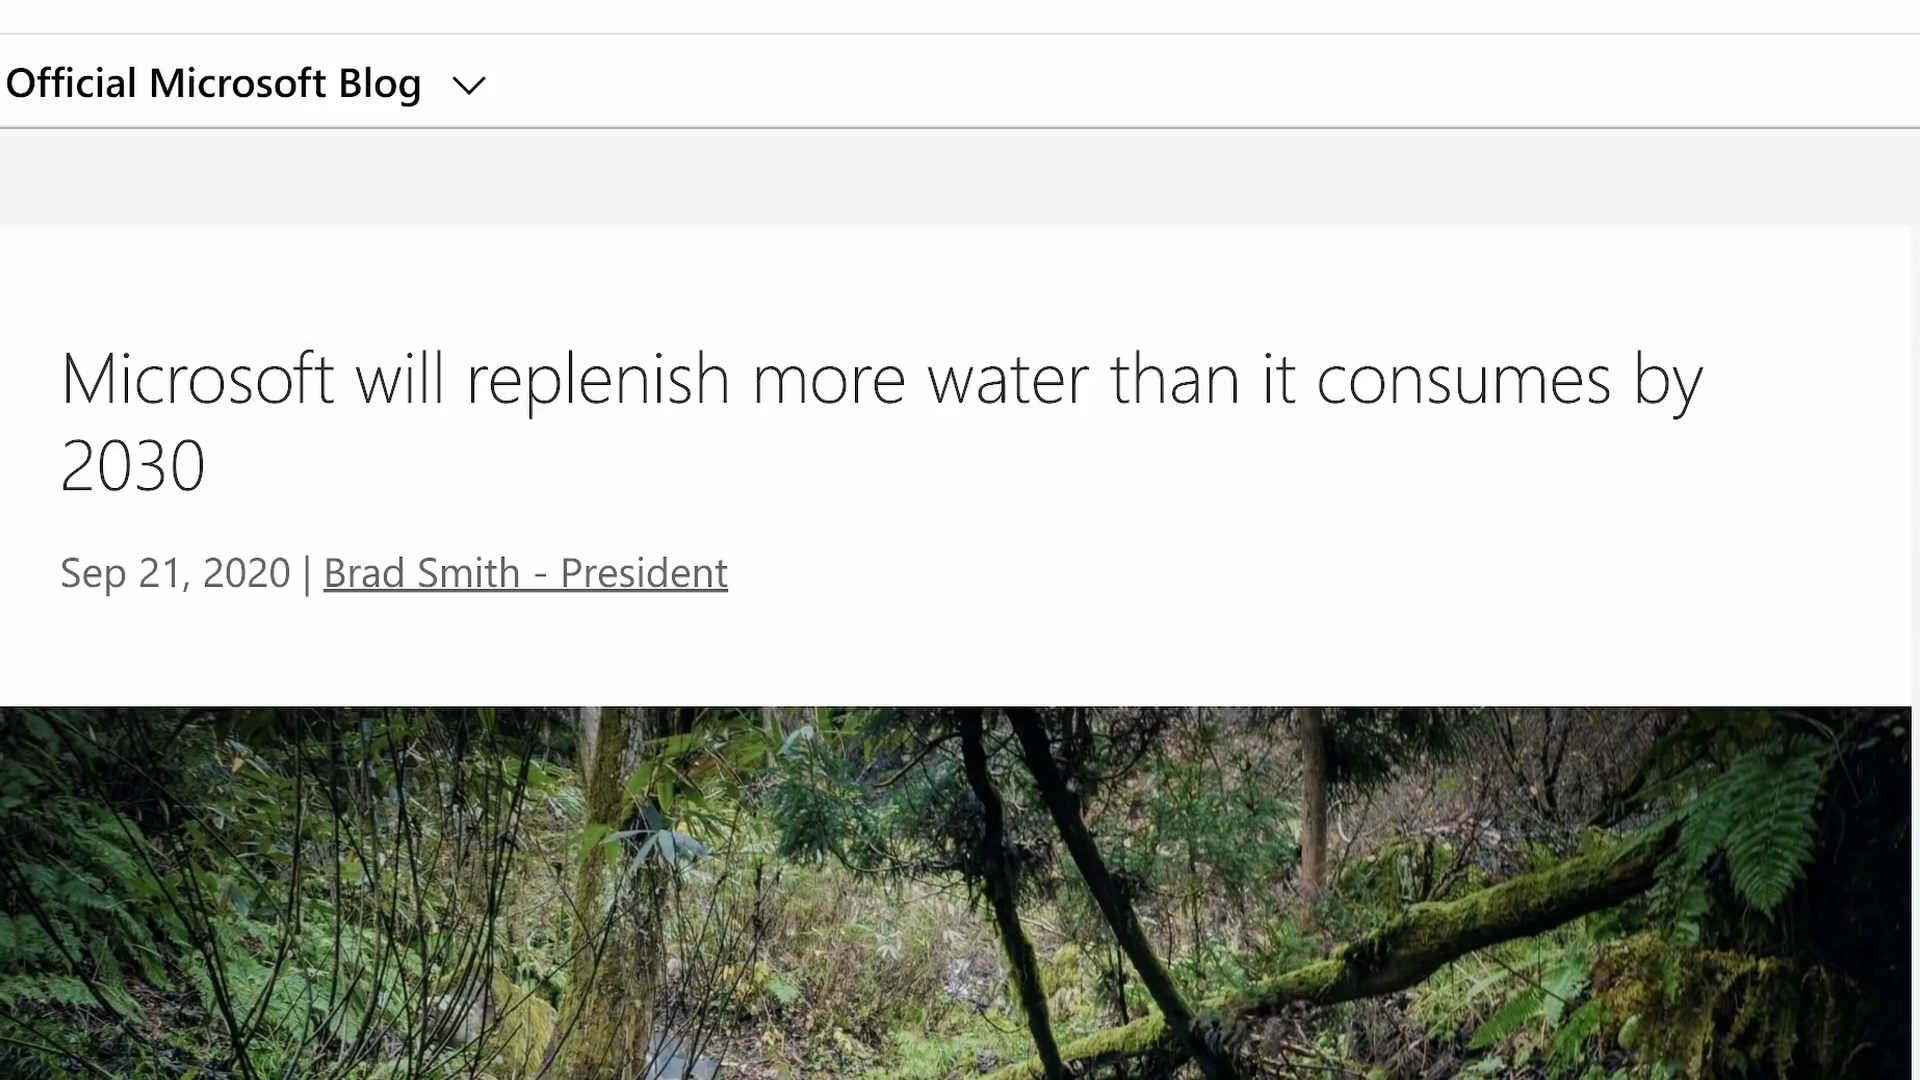 Official Microsoft Blog
Microsoft will replenish more water than it consumes by
2030
Sep 21, 2020 | Brad Smith - President